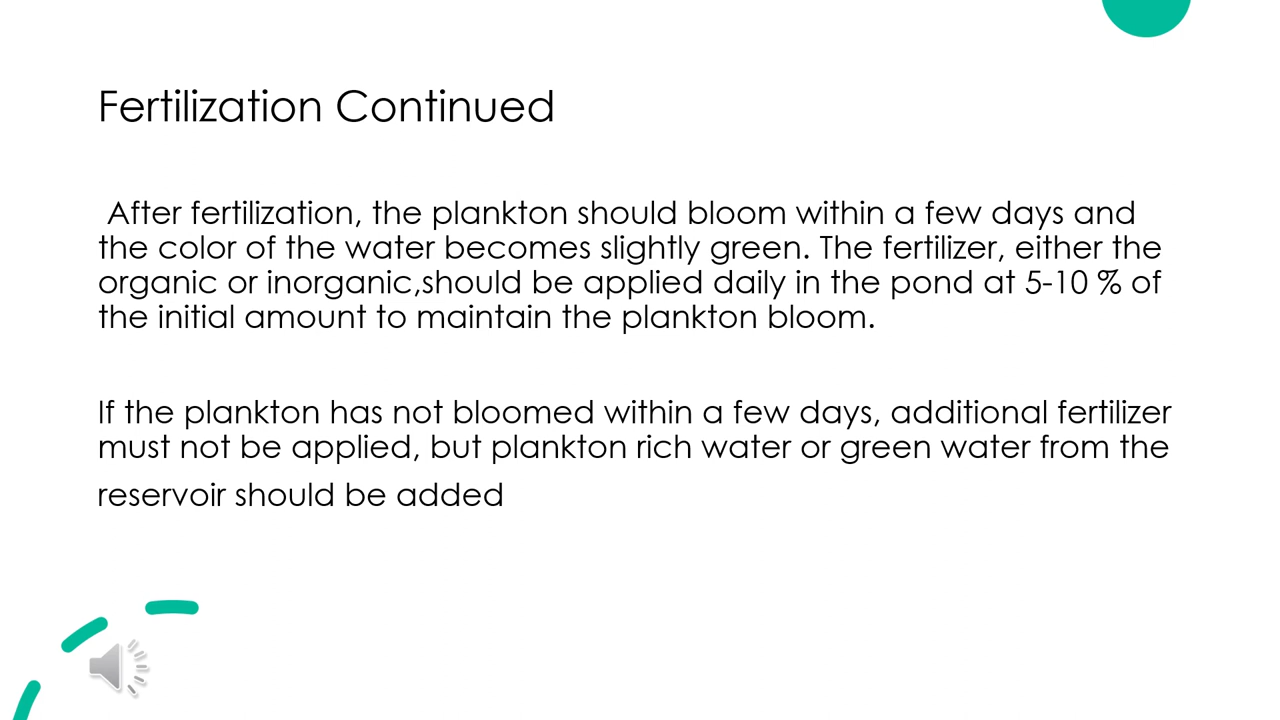 Fertilization Continued
After fertilization, the plankton should bloom within a few days and
the color of the water becomes slightly green. The fertilizer, either the
organic or inorganic,should be applied daily in the pond at 5-10 % of
the initial amount to maintain the plankton bloom.
If the plankton has not bloomed within a few days, additional fertilizer
must not be applied, but plankton rich water or green water from the
reservoir should be added